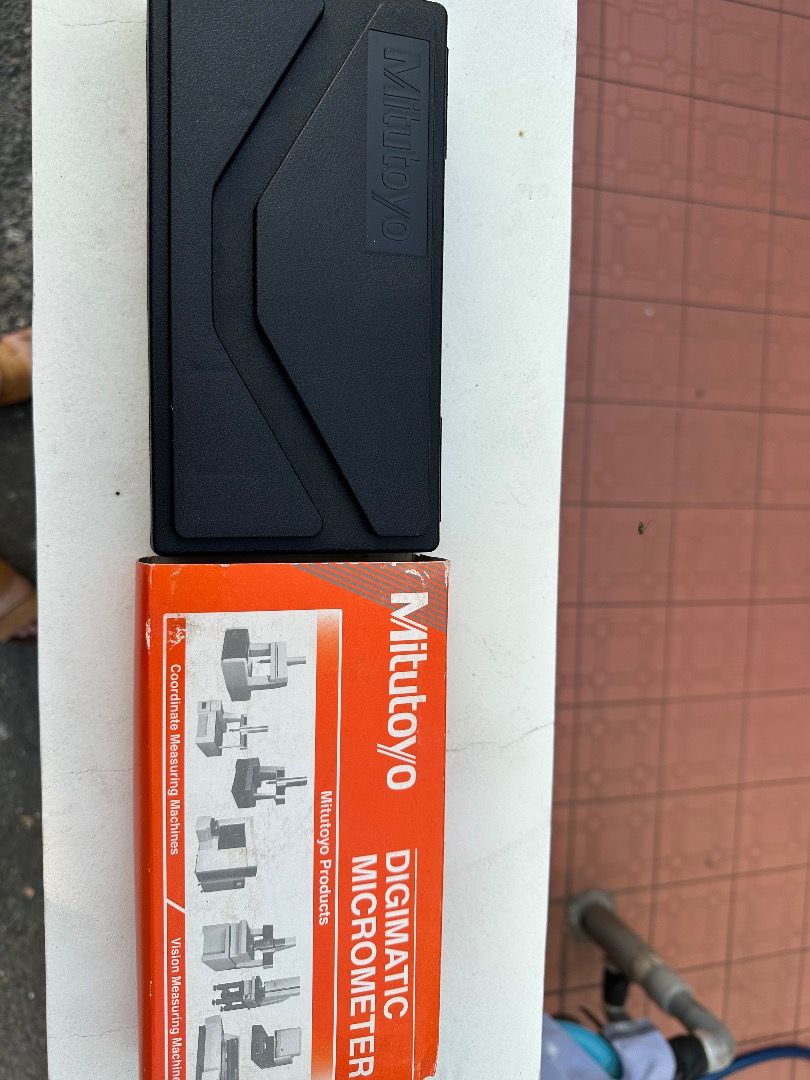 Mitutoyo
Mitutoyo
DIGIMATIC
MICROMETER
Mitutoyo Products
Coordinate Measuring Machines / Vision Measuring Machine